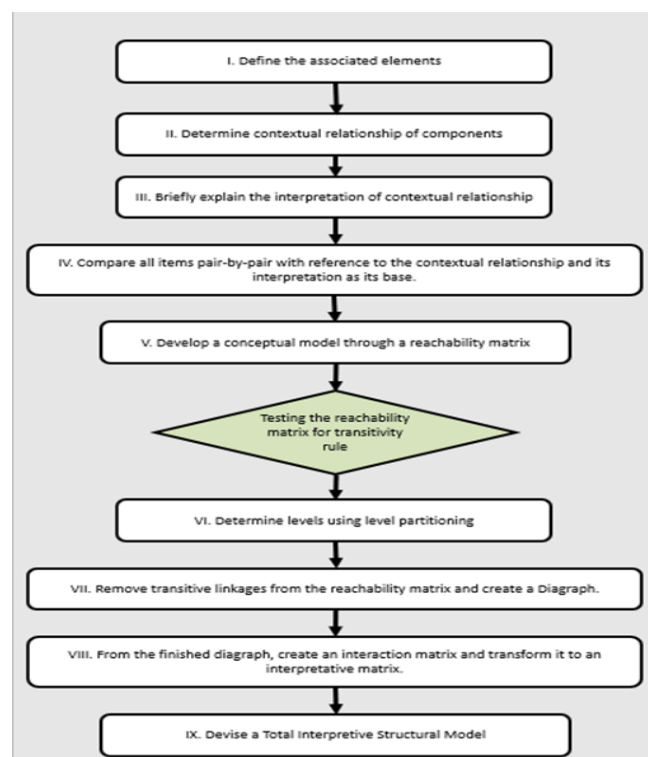 I. Define the associated elements
II. Determine contextual relationship of components
III. Briefly explain the interpretation of contextual relationship
IV. Compare all items pair-by-pair with reference to the contextual relationship and its
interpretation as its base.
V. Develop a conceptual model through a reachability matrix
Testing the reachability
matrix for transitivity
rule
VI. Determine levels using level partitioning
VII. Remove transitive linkages from the reachability matrix and create a Diagraph.
VIII. From the finished diagraph, create an interaction matrix and transform it to an
interpretative matrix.
IX. Devise a Total Interpretive Structural Model